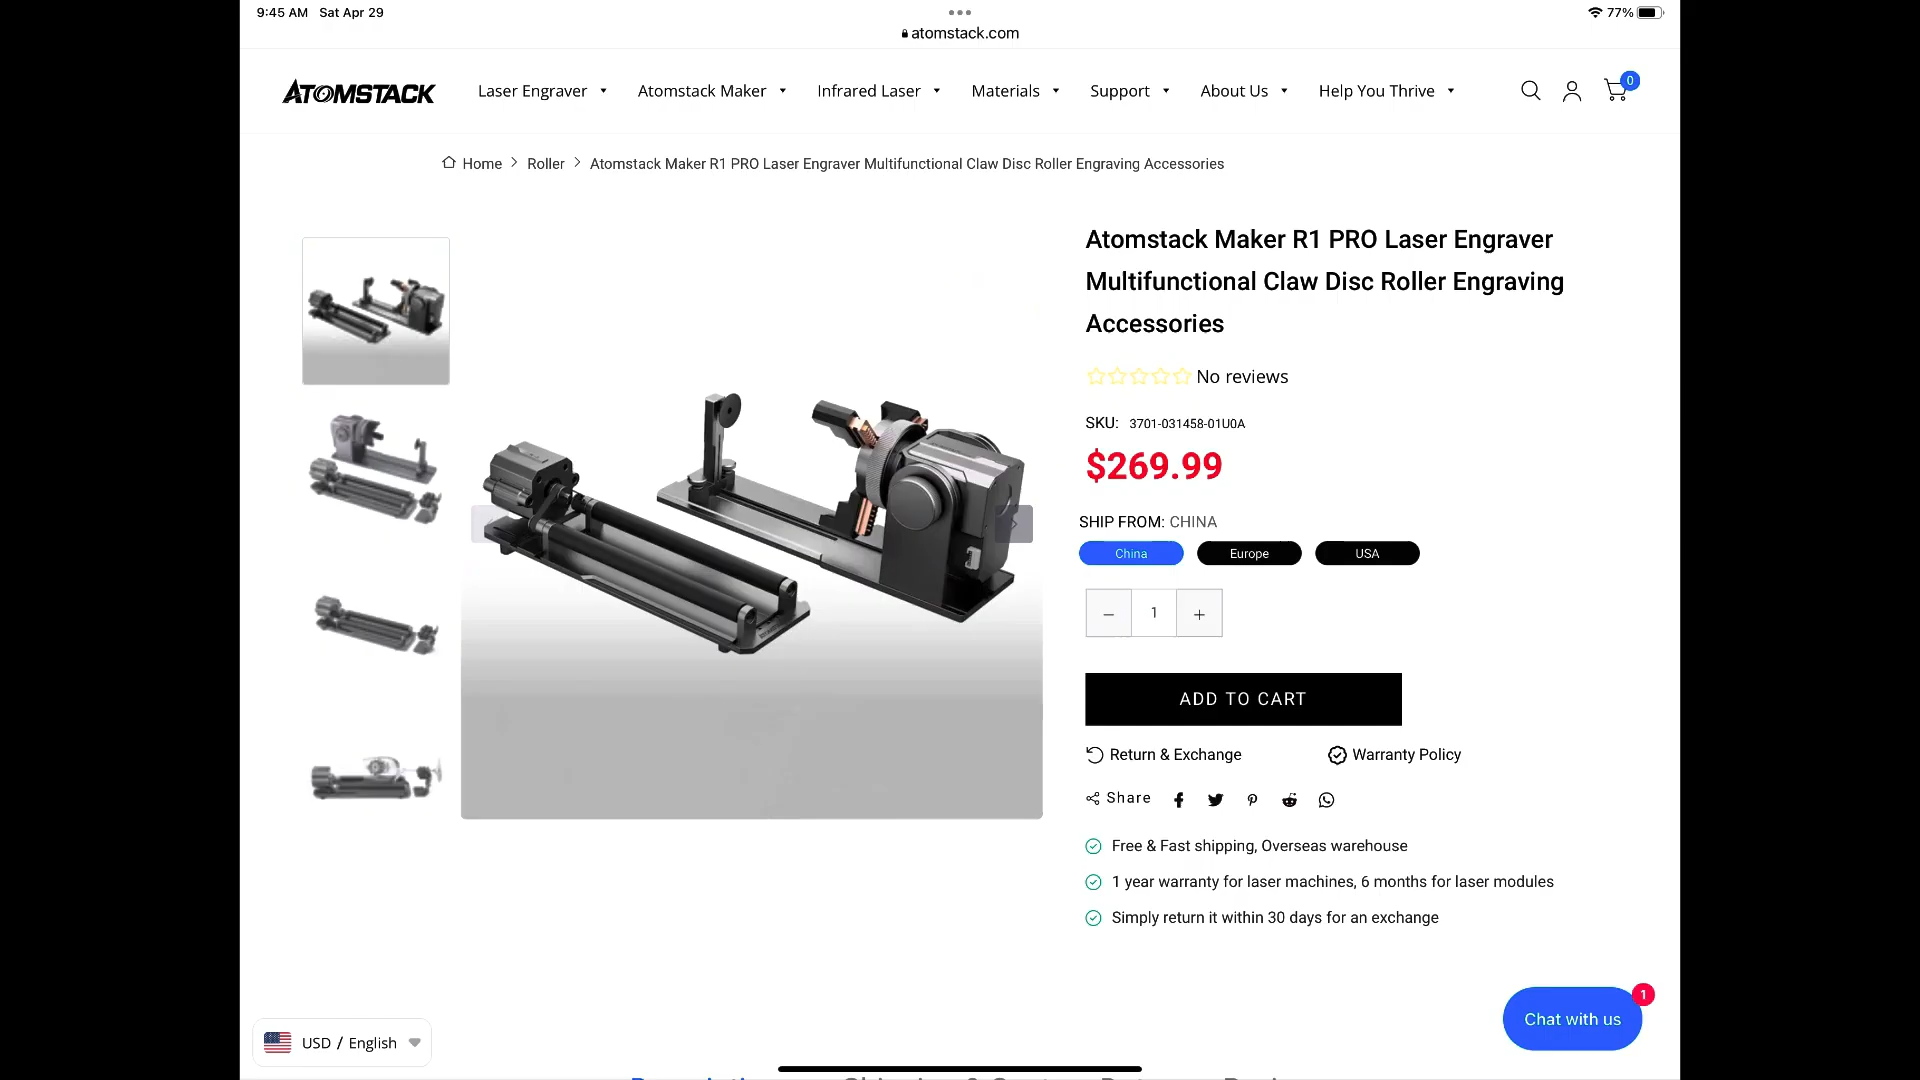 9:45 AM Sat Apr 29
77%
atomstack.com
ATOMSTACK
Laser Engraver
Atomstack Maker
Infrared Laser
Materials
Support
About Us
Help You Thrive
0
Home > Roller > Atomstack Maker R1 PRO Laser Engraver Multifunctional Claw Disc Roller Engraving Accessories
Atomstack Maker R1 PRO Laser Engraver
Multifunctional Claw Disc Roller Engraving
Accessories
No reviews
SKU: 3701-031458-01U0A
$269.99
SHIP FROM: CHINA
China
Europe
USA
− 1 +
ADD TO CART
Return & Exchange
Warranty Policy
Share
Free & Fast shipping, Overseas warehouse
1 year warranty for laser machines, 6 months for laser modules
Simply return it within 30 days for an exchange
1
Chat with us
USD / English